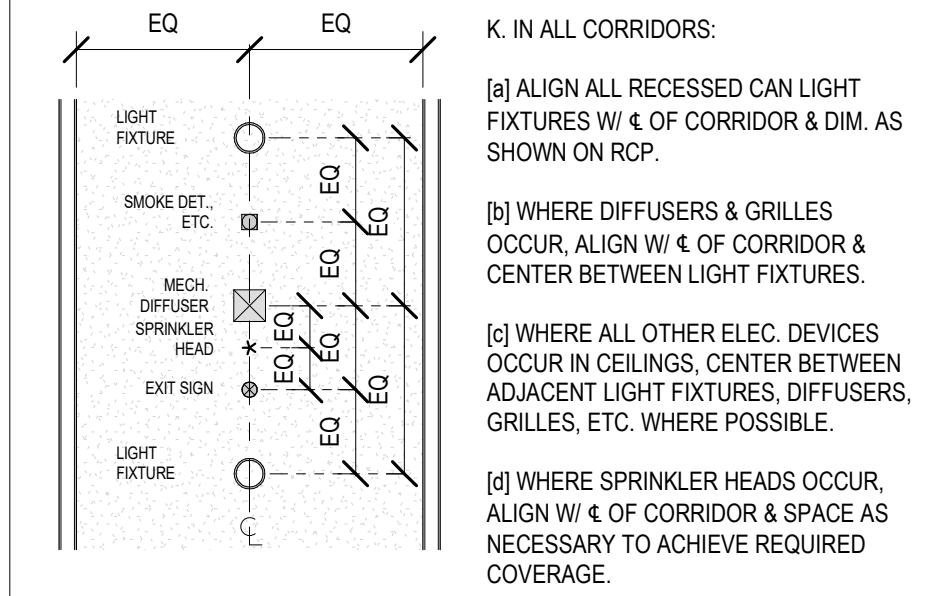 EQ EQ
LIGHT
FIXTURE
SMOKE DET.,
ETC.
MECH.
DIFFUSER
SPRINKLER
HEAD
EXIT SIGN
LIGHT
FIXTURE
EQ
EQ
EQ
EQ
EQ
EQ
EQ
EQ
℄
K. IN ALL CORRIDORS:
[a] ALIGN ALL RECESSED CAN LIGHT
FIXTURES W/ ℄ OF CORRIDOR & DIM. AS
SHOWN ON RCP.
[b] WHERE DIFFUSERS & GRILLES
OCCUR, ALIGN W/ ℄ OF CORRIDOR &
CENTER BETWEEN LIGHT FIXTURES.
[c] WHERE ALL OTHER ELEC. DEVICES
OCCUR IN CEILINGS, CENTER BETWEEN
ADJACENT LIGHT FIXTURES, DIFFUSERS,
GRILLES, ETC. WHERE POSSIBLE.
[d] WHERE SPRINKLER HEADS OCCUR,
ALIGN W/ ℄ OF CORRIDOR & SPACE AS
NECESSARY TO ACHIEVE REQUIRED
COVERAGE.